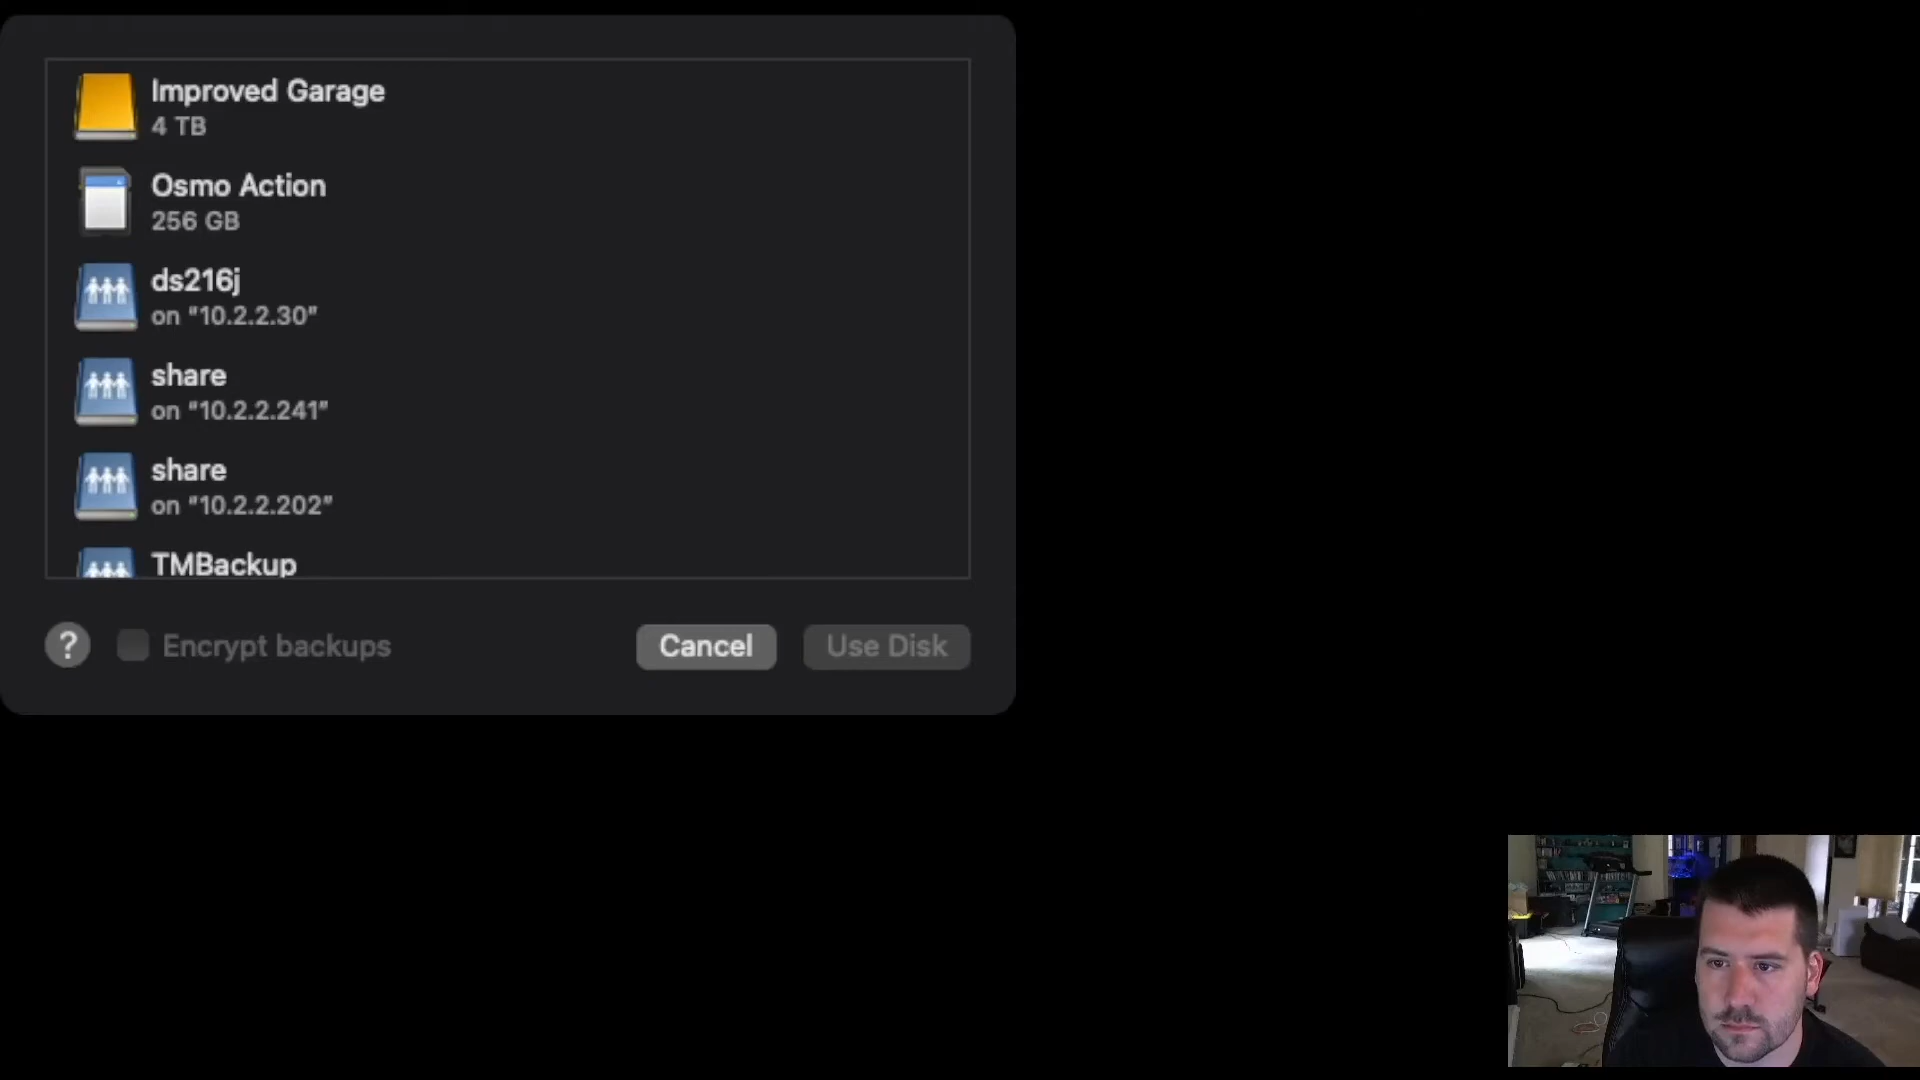 Improved Garage
4 TB
Osmo Action
256 GB
ds216j
on "10.2.2.30"
share
on "10.2.2.241"
share
on "10.2.2.202"
TMBackup
?
Encrypt backups
Cancel
Use Disk